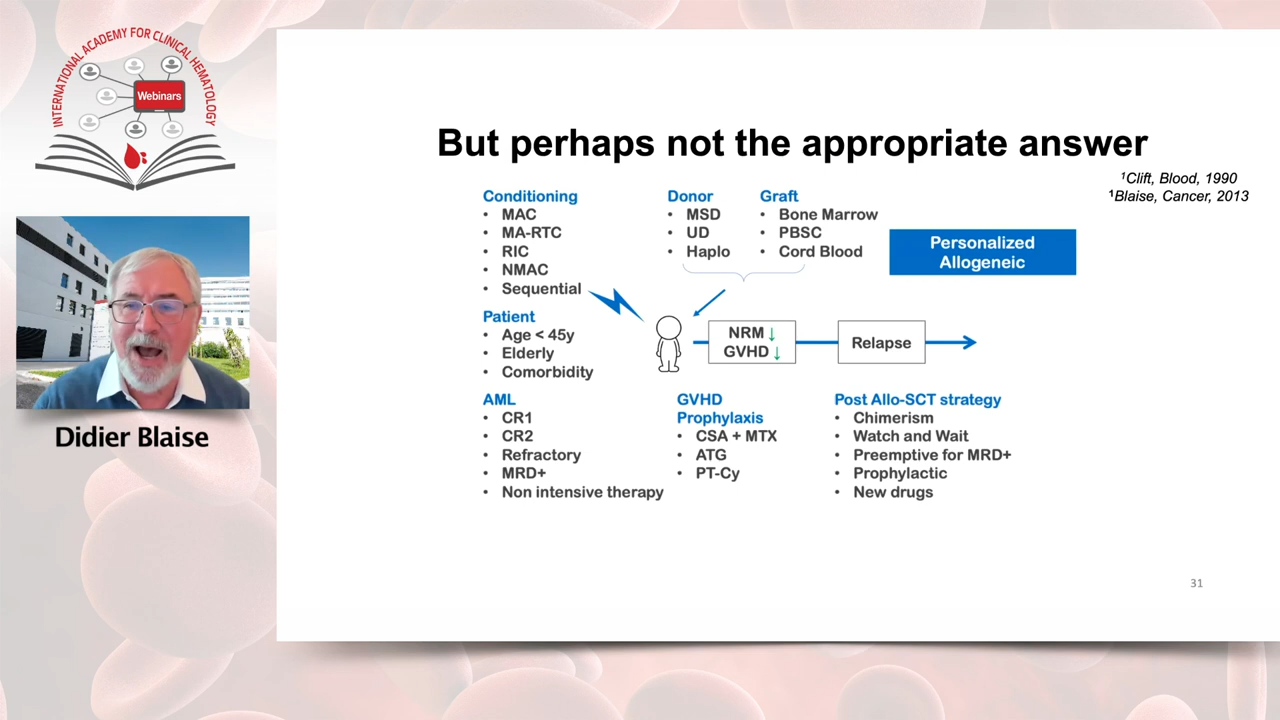 INTERNATIONAL ACADEMY FOR CLINICAL HEMATOLOGY
Webinars
Didier Blaise
But perhaps not the appropriate answer
¹Clift, Blood, 1990
¹Blaise, Cancer, 2013
Conditioning
• MAC
• MA-RTC
• RIC
• NMAC
• Sequential
Donor
• MSD
• UD
• Haplo
Graft
• Bone Marrow
• PBSC
• Cord Blood
Personalized
Allogeneic
Patient
• Age < 45y
• Elderly
• Comorbidity
NRM ↓
GVHD ↓
Relapse
AML
• CR1
• CR2
• Refractory
• MRD+
• Non intensive therapy
GVHD
Prophylaxis
• CSA + MTX
• ATG
• PT-Cy
Post Allo-SCT strategy
• Chimerism
• Watch and Wait
• Preemptive for MRD+
• Prophylactic
• New drugs
31